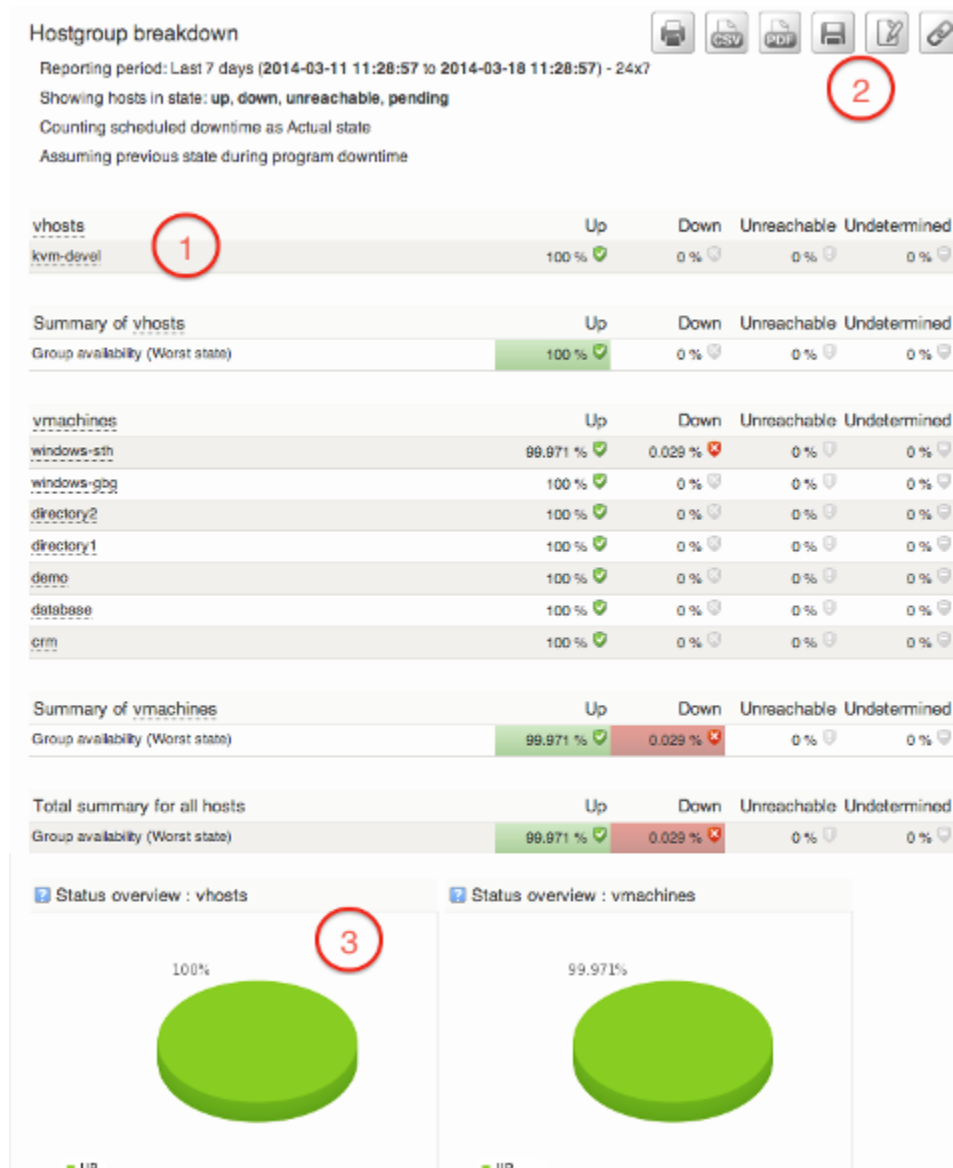 Hostgroup breakdown
CSV PDF
Reporting period: Last 7 days (2014-03-11 11:28:57 to 2014-03-18 11:28:57) - 24x7
Showing hosts in state: up, down, unreachable, pending
2
Counting scheduled downtime as Actual state
Assuming previous state during program downtime
vhosts Up Down Unreachable Undetermined
1
kvm-devel 100 % 0 % 0 % 0 %
Summary of vhosts Up Down Unreachable Undetermined
Group availability (Worst state) 100 % 0 % 0 % 0 %
vmachines Up Down Unreachable Undetermined
windows-sth 99.971 % 0.029 % 0 % 0 %
windows-gbg 100 % 0 % 0 % 0 %
directory2 100 % 0 % 0 % 0 %
directory1 100 % 0 % 0 % 0 %
demo 100 % 0 % 0 % 0 %
database 100 % 0 % 0 % 0 %
crm 100 % 0 % 0 % 0 %
Summary of vmachines Up Down Unreachable Undetermined
Group availability (Worst state) 99.971 % 0.029 % 0 % 0 %
Total summary for all hosts Up Down Unreachable Undetermined
Group availability (Worst state) 99.971 % 0.029 % 0 % 0 %
? Status overview : vhosts
3
100%
? Status overview : vmachines
99.971%